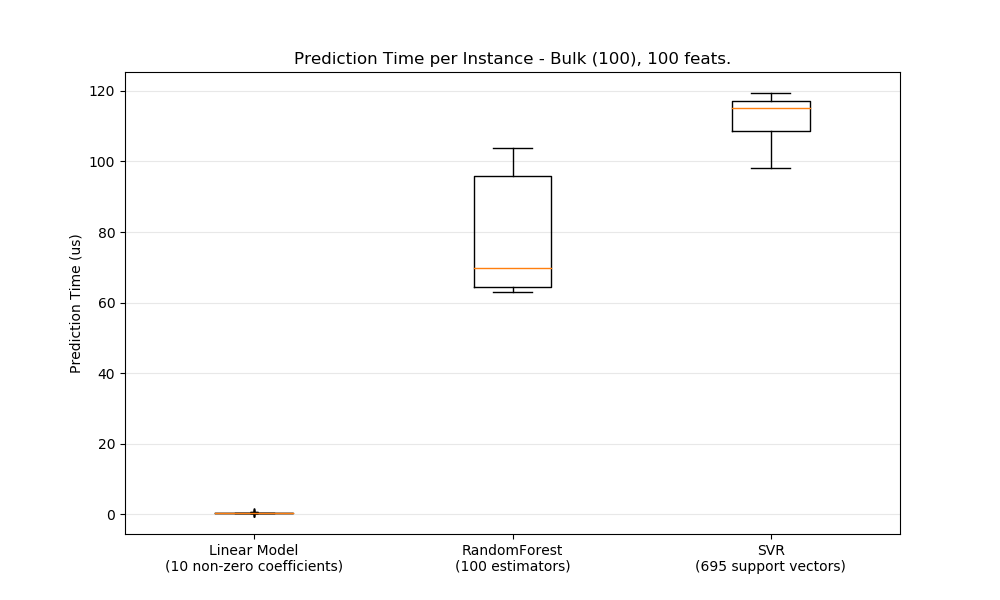 Prediction Time per Instance - Bulk (100), 100 feats.
120
100
80
60
40
20
0
Prediction Time (us)
Linear Model
(10 non-zero coefficients)
RandomForest
(100 estimators)
SVR
(695 support vectors)